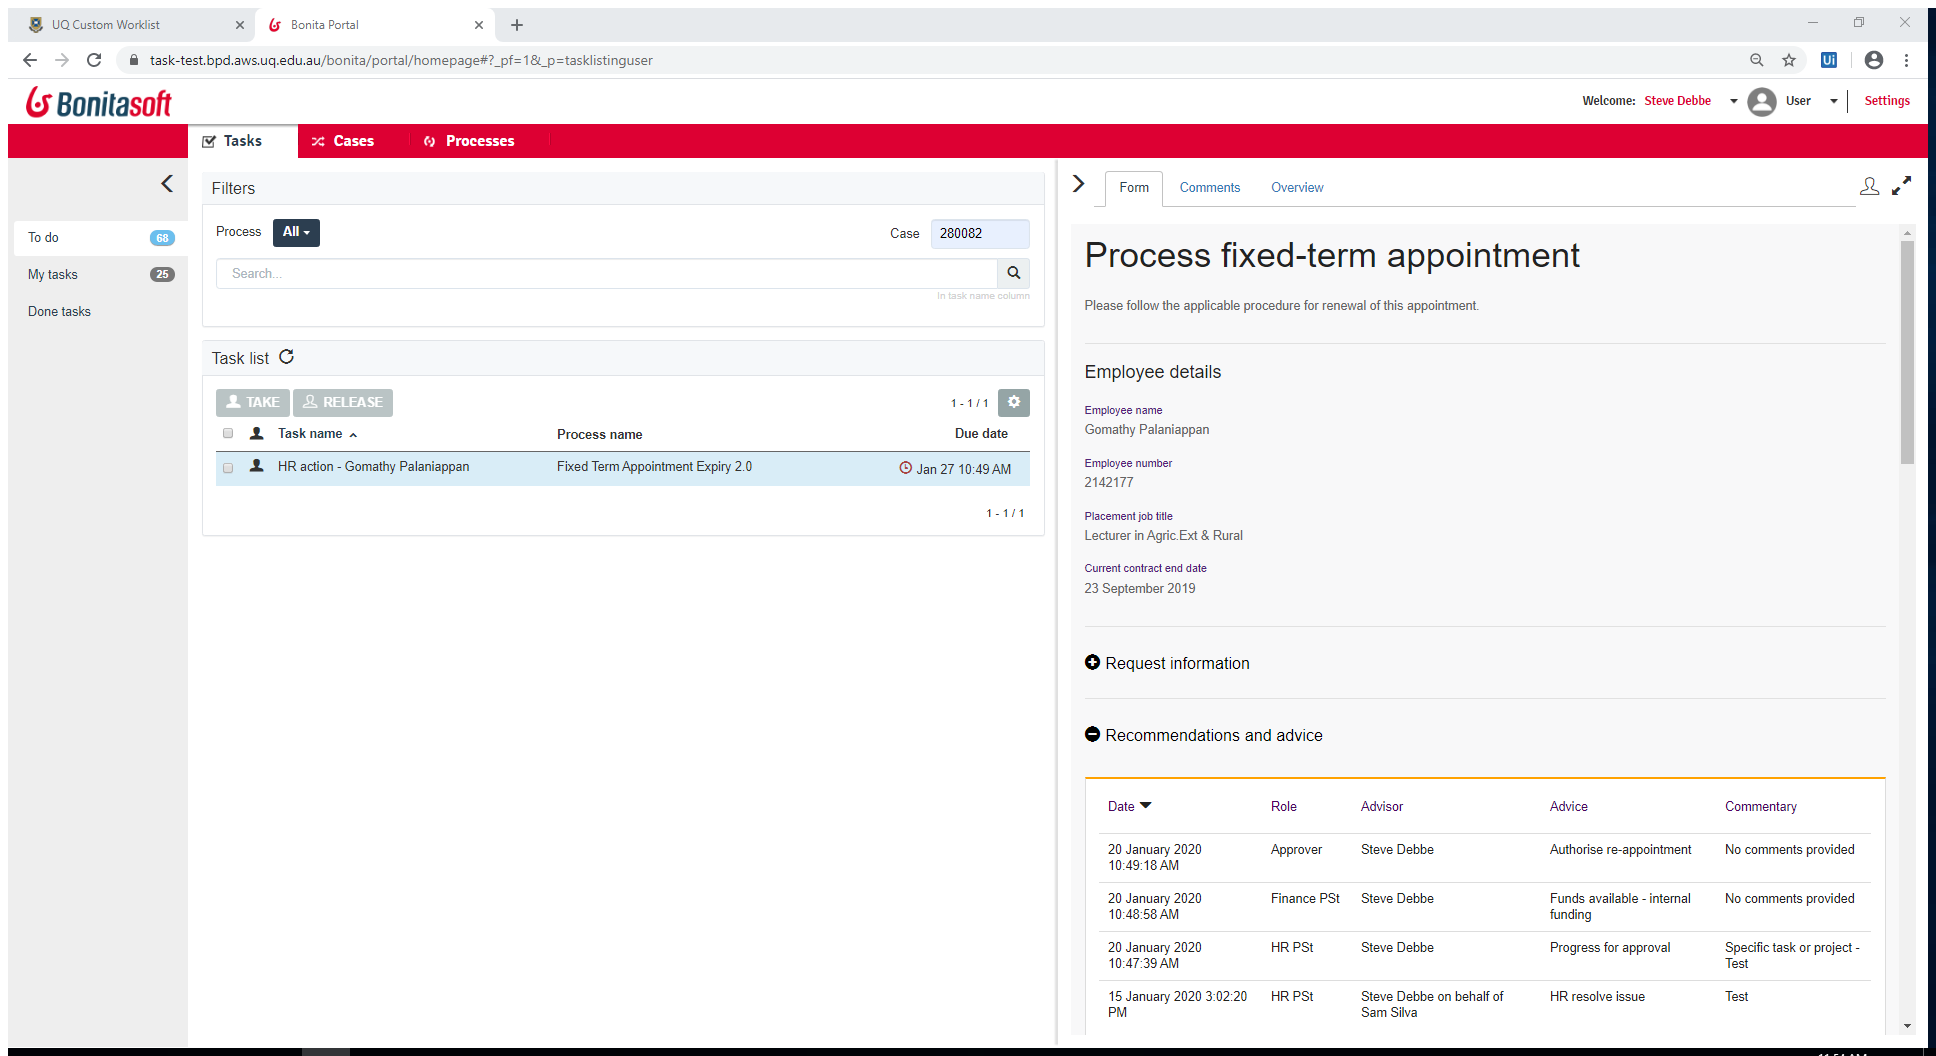 UQ Custom Worklist
Bonita Portal
task-test.bpd.aws.uq.edu.au/bonita/portal/homepage#?_pf=1&_p=tasklistinguser
Ui
Bonitasoft
Welcome: Steve Debbe
User
Settings
Tasks
Cases
Processes
To do 68
My tasks 25
Done tasks
Filters
Process All
Case 280082
Search...
In task name column
Task list
TAKE RELEASE
1 - 1 / 1
Task name Process name Due date
HR action - Gomathy Palaniappan Fixed Term Appointment Expiry 2.0 Jan 27 10:49 AM
1 - 1 / 1
Form Comments Overview
Process fixed-term appointment
Please follow the applicable procedure for renewal of this appointment.
Employee details
Employee name
Gomathy Palaniappan
Employee number
2142177
Placement job title
Lecturer in Agric.Ext & Rural
Current contract end date
23 September 2019
Request information
Recommendations and advice
Date Role Advisor Advice Commentary
20 January 2020 Approver Steve Debbe Authorise re-appointment No comments provided
10:49:18 AM
20 January 2020 Finance PSt Steve Debbe Funds available - internal No comments provided
10:48:58 AM funding
20 January 2020 HR PSt Steve Debbe Progress for approval Specific task or project -
10:47:39 AM Test
15 January 2020 3:02:20 HR PSt Steve Debbe on behalf of HR resolve issue Test
PM Sam Silva